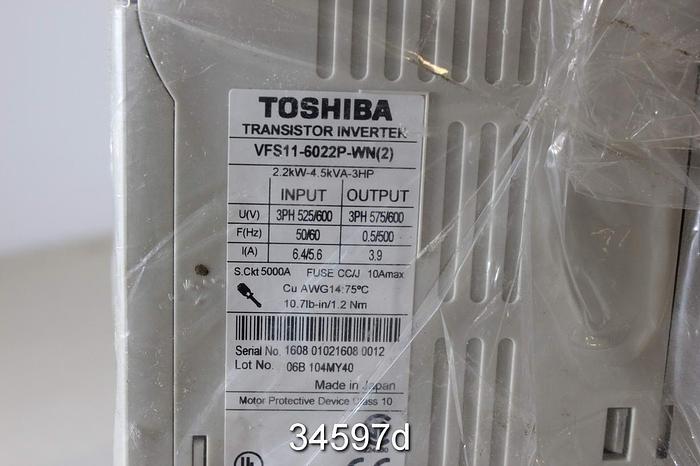 TOSHIBA
TRANSISTOR INVERTER
VFS11-6022P-WN(2)
2.2kW-4.5kVA-3HP
INPUT OUTPUT
U(V) 3PH 525/600 3PH 575/600
F(Hz) 50/60 0.5/500
I(A) 6.4/5.6 3.9
S.Ckt 5000A FUSE CC/J 10Amax
Cu AWG14:75°C
10.7lb-in/1.2 Nm
Serial No. 1608 01021608 0012
Lot No. 06B 104MY40
Made in Japan
Motor Protective Device Class 10
34597d
UL
CE